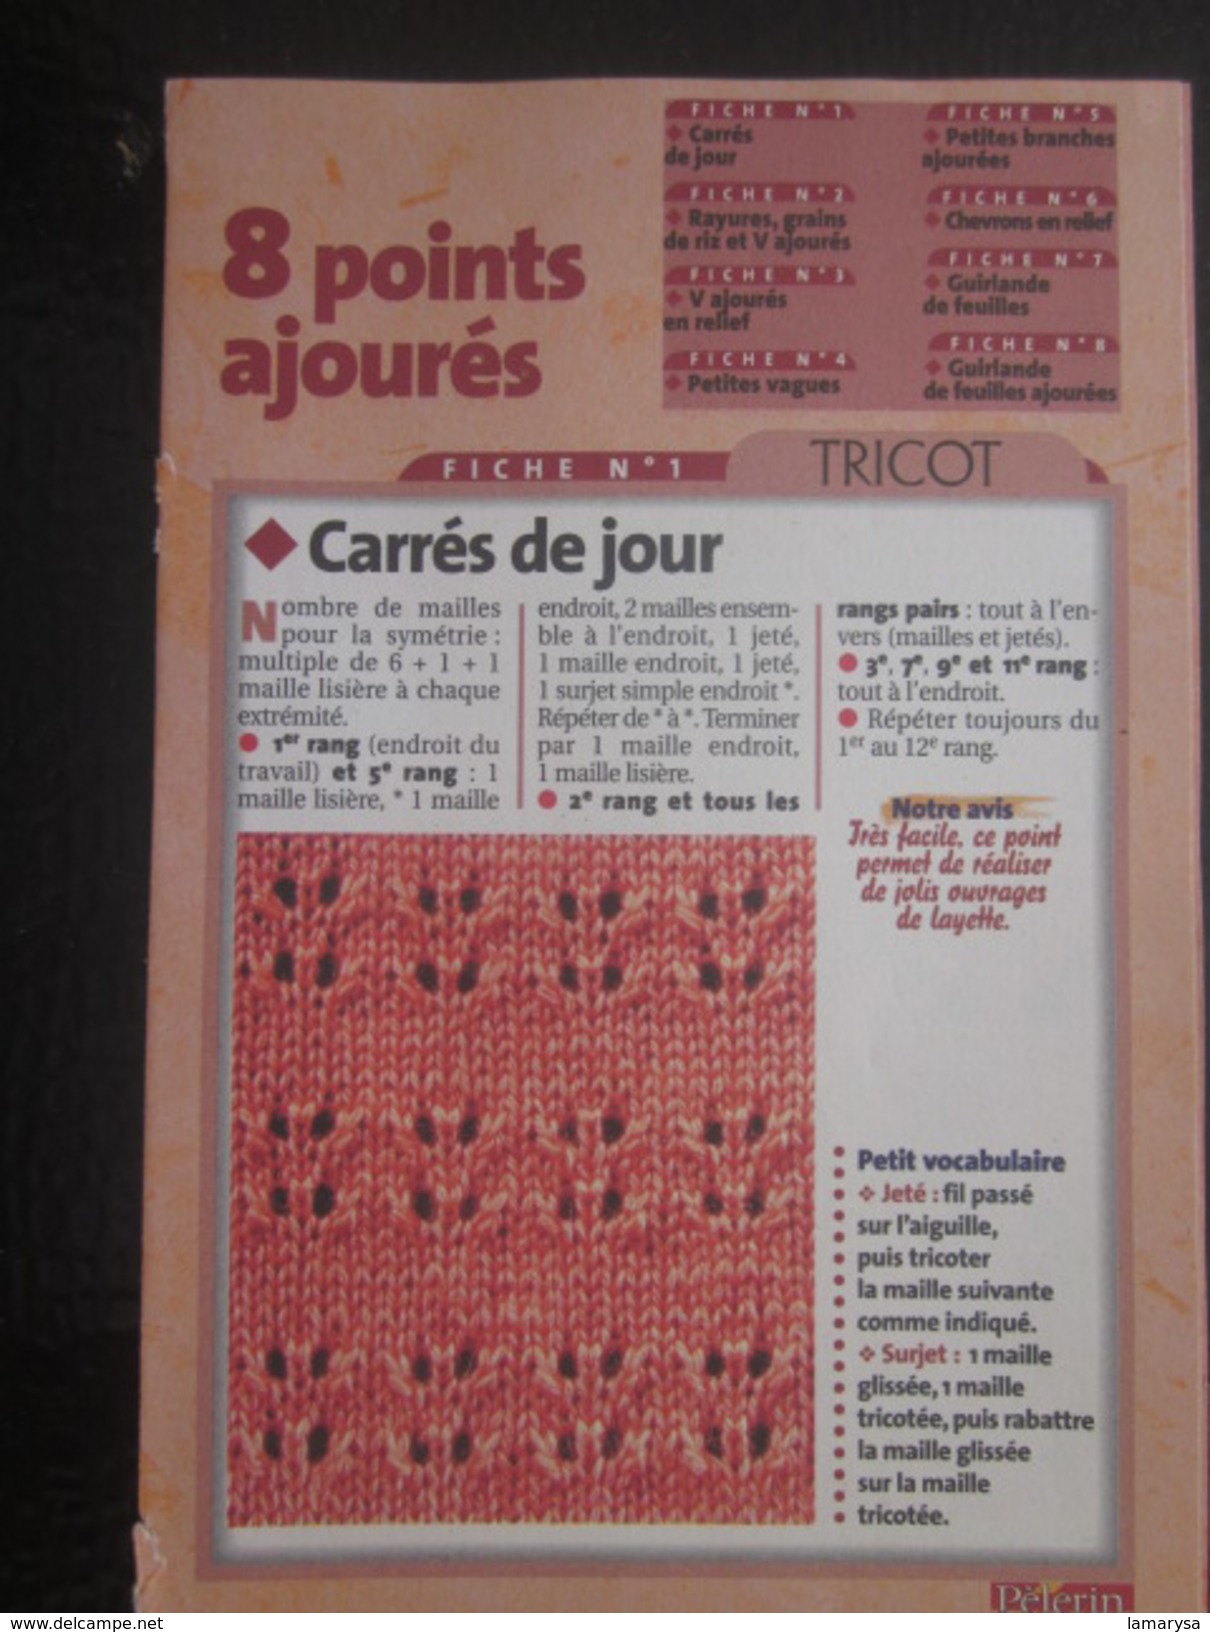 8 points
ajourés
FICHE N°1
◆ Carrés
de jour
FICHE N°2
◆ Rayures, grains
de riz et V ajourés
FICHE N°3
◆ V ajourés
en relief
FICHE N°4
◆ Petites vagues
FICHE N°5
◆ Petites branches
ajourées
FICHE N°6
◆ Chevrons en relief
FICHE N°7
◆ Guirlande
de feuilles
FICHE N°8
◆ Guirlande
de feuilles ajourées
FICHE N°1
TRICOT
◆ Carrés de jour
Nombre de mailles
pour la symétrie :
multiple de 6 + 1 + 1
maille lisière à chaque
extrémité.
● 1er rang (endroit du
travail) et 5e rang : 1
maille lisière, * 1 maille
endroit, 2 mailles ensem-
ble à l'endroit, 1 jeté,
1 maille endroit, 1 jeté,
1 surjet simple endroit *.
Répéter de * à *. Terminer
par 1 maille endroit,
1 maille lisière.
● 2e rang et tous les
rangs pairs : tout à l'en-
vers (mailles et jetés).
● 3e, 7e, 9e et 11e rang :
tout à l'endroit.
● Répéter toujours du
1er au 12e rang.
Notre avis
Très facile, ce point
permet de réaliser
de jolis ouvrages
de layette.
Petit vocabulaire
❖ Jeté : fil passé
sur l'aiguille,
puis tricoter
la maille suivante
comme indiqué.
❖ Surjet : 1 maille
glissée, 1 maille
tricotée, puis rabattre
la maille glissée
sur la maille
tricotée.
Pèlerin
www.delcampe.net
lamarysa